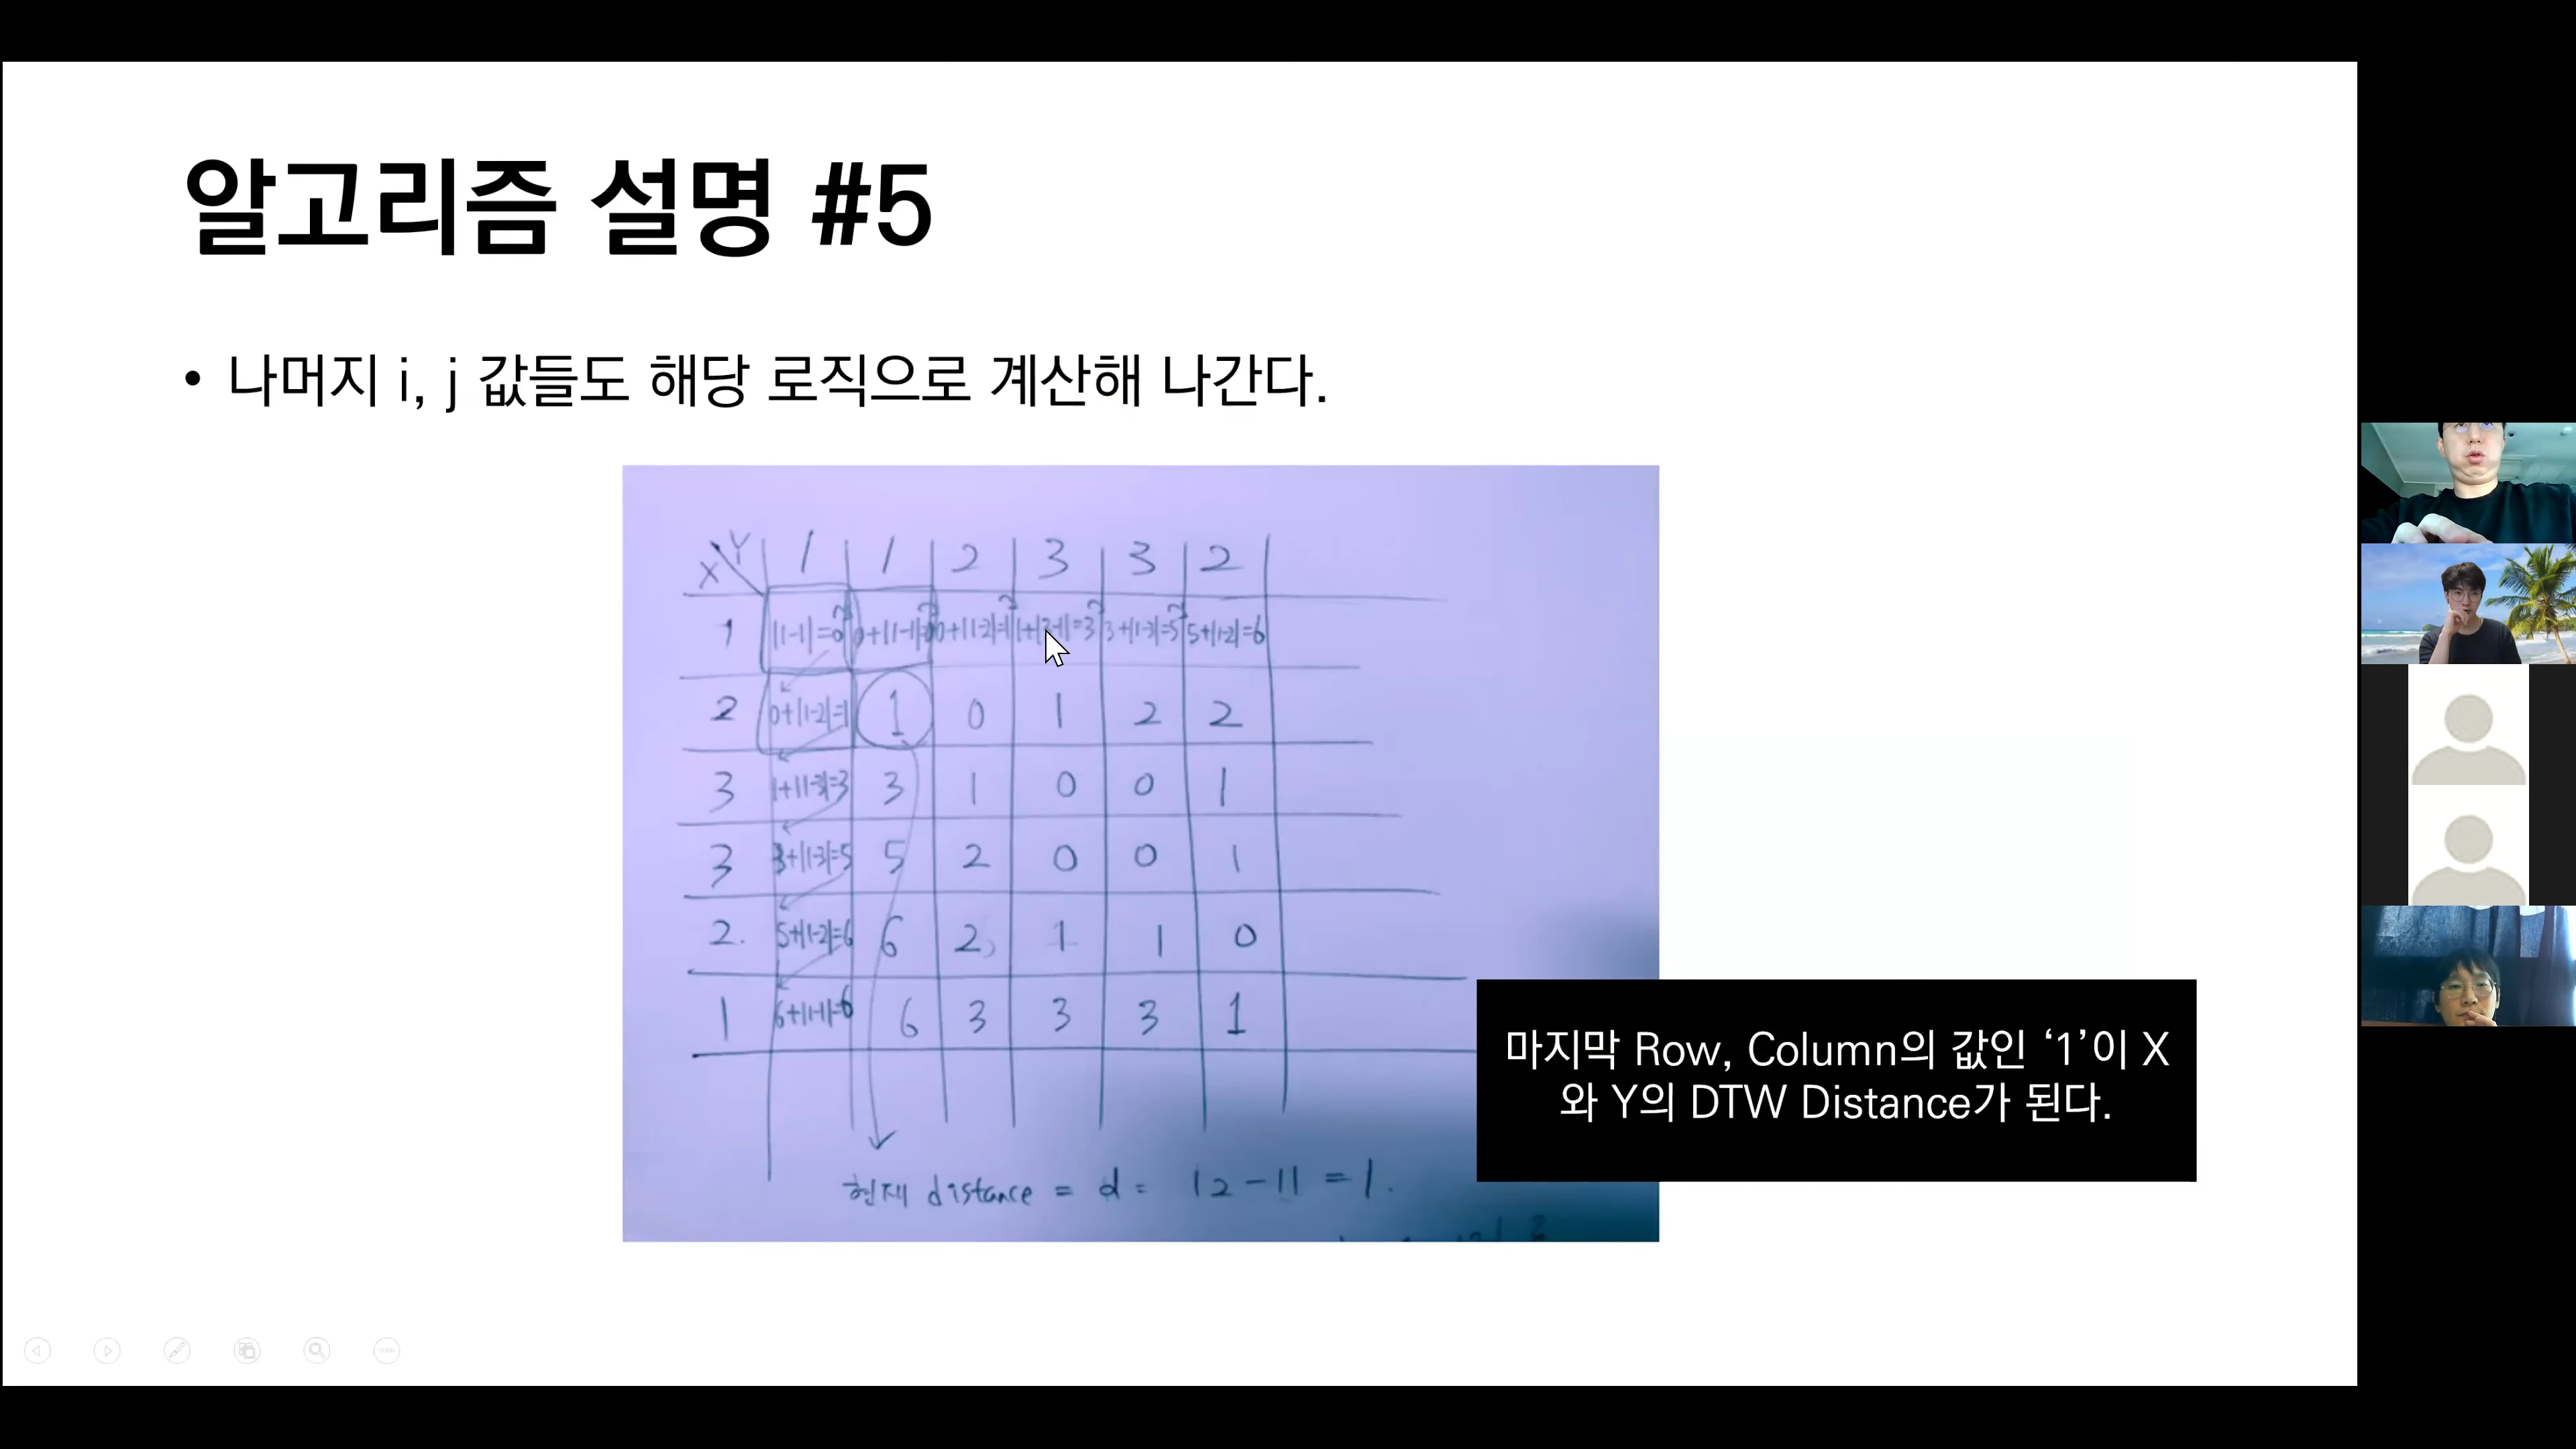 알고리즘 설명 #5
• 나머지 i, j 값들도 해당 로직으로 계산해 나간다.
X Y 1 1 2 3 3 2
1 |1-1|=0 0+|1-1|=0 0+|1-2|=1 1+|3-1|=3 3+|1-3|=5 5+|1-2|=6
2 0+|1-2|=1 1 0 1 2 2
3 1+|1-3|=3 3 1 0 0 1
3 3+|1-3|=5 5 2 0 0 1
2. 5+|1-2|=6 6 2 1 1 0
1 6+|1-1|=6 6 3 3 3 1
현재 distance = d = |2-1| = 1.
마지막 Row, Column의 값인 ‘1’이 X
와 Y의 DTW Distance가 된다.